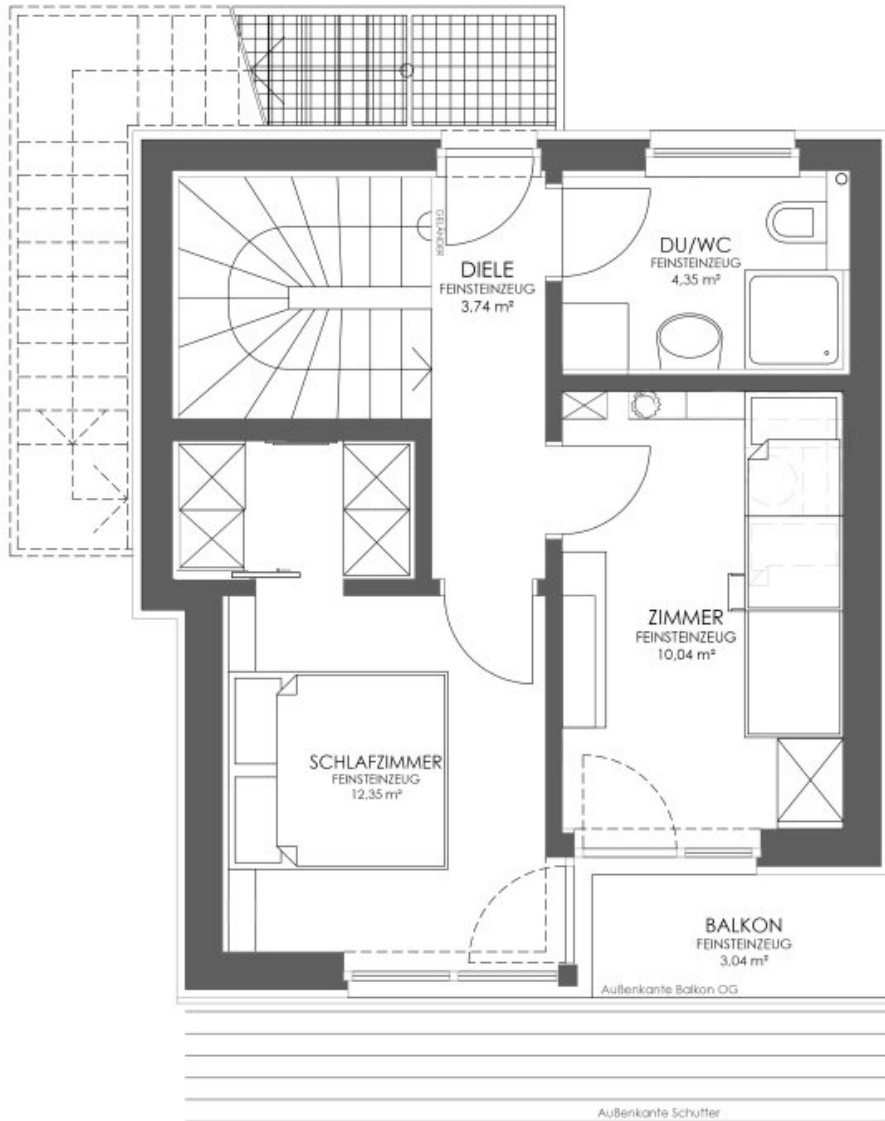 GELÄNDER
DIELE
FEINSTEINZEUG
3,74 m²
DU/WC
FEINSTEINZEUG
4,35 m²
ZIMMER
FEINSTEINZEUG
10,04 m²
SCHLAFZIMMER
FEINSTEINZEUG
12,35 m²
BALKON
FEINSTEINZEUG
3,04 m²
Außenkante Balkon OG
Außenkante Schutter